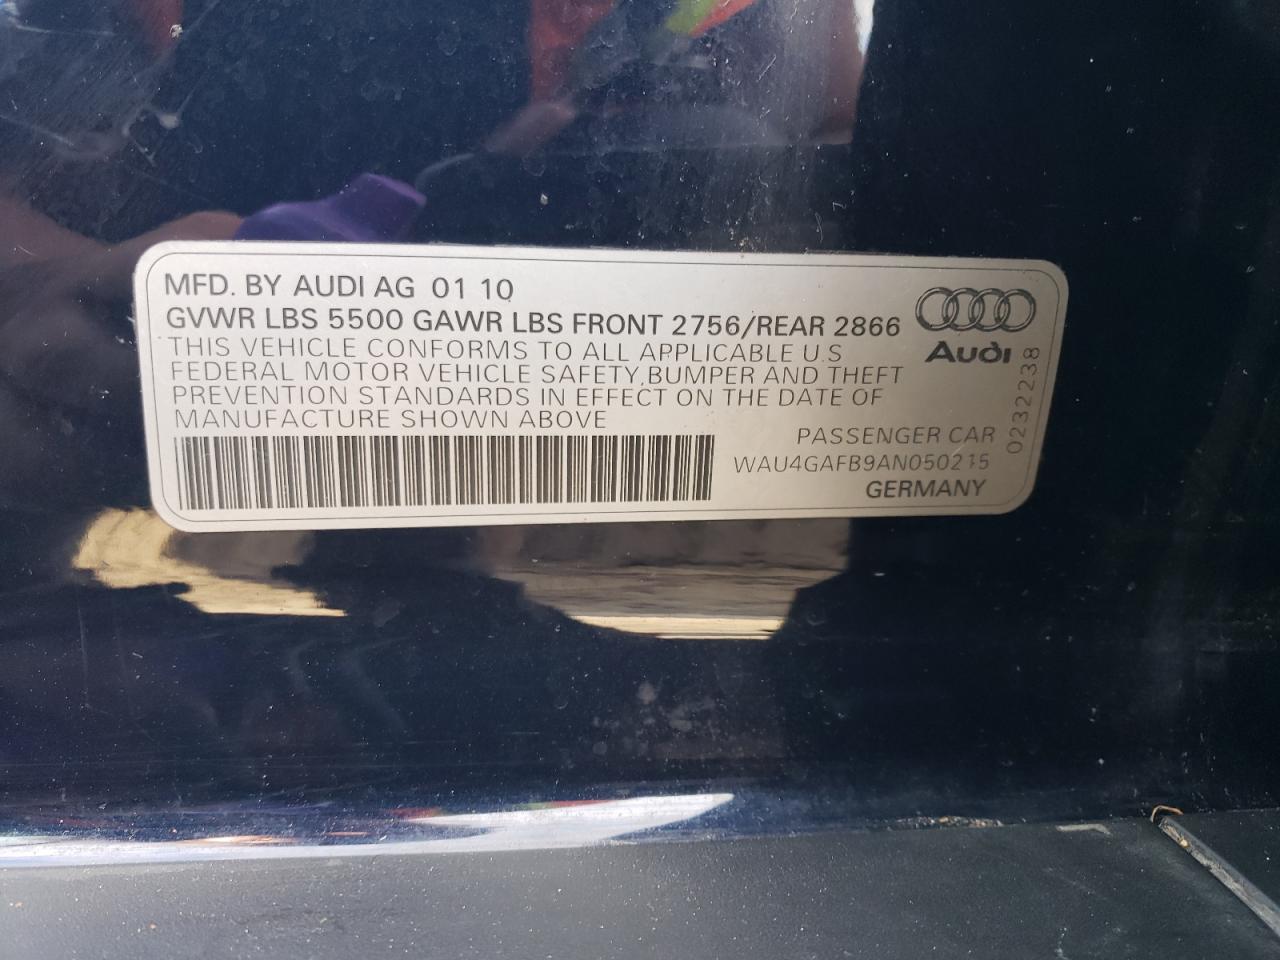 MFD. BY AUDI AG 01 10
GVWR LBS 5500 GAWR LBS FRONT 2756/REAR 2866
THIS VEHICLE CONFORMS TO ALL APPLICABLE U.S
FEDERAL MOTOR VEHICLE SAFETY, BUMPER AND THEFT
PREVENTION STANDARDS IN EFFECT ON THE DATE OF
MANUFACTURE SHOWN ABOVE
Audi
0232238
PASSENGER CAR
WAU4GAFB9AN050215
GERMANY